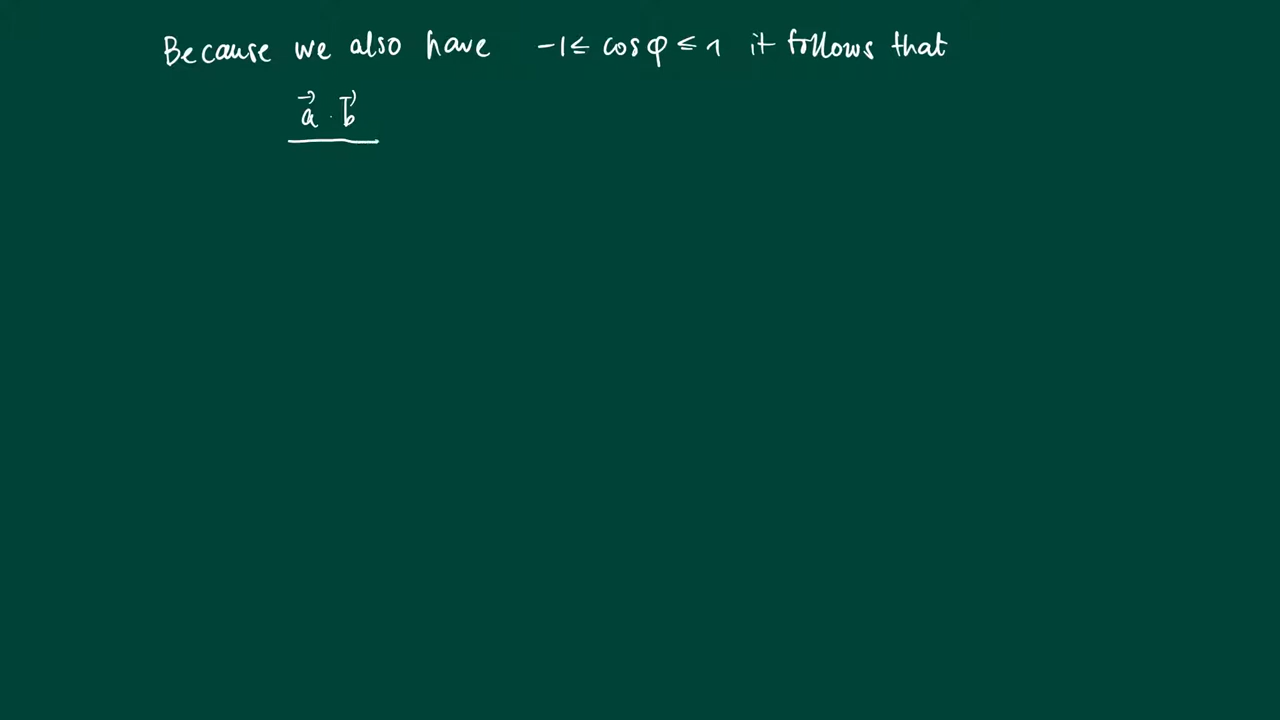 Because we also have -1 ≤ cos φ ≤ 1 it follows that
a⃗ · b⃗